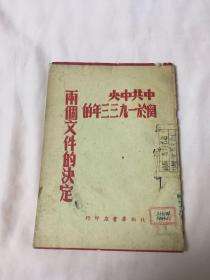 中共中央
關於一九三三年的
兩個文件的決定
新華書店印行